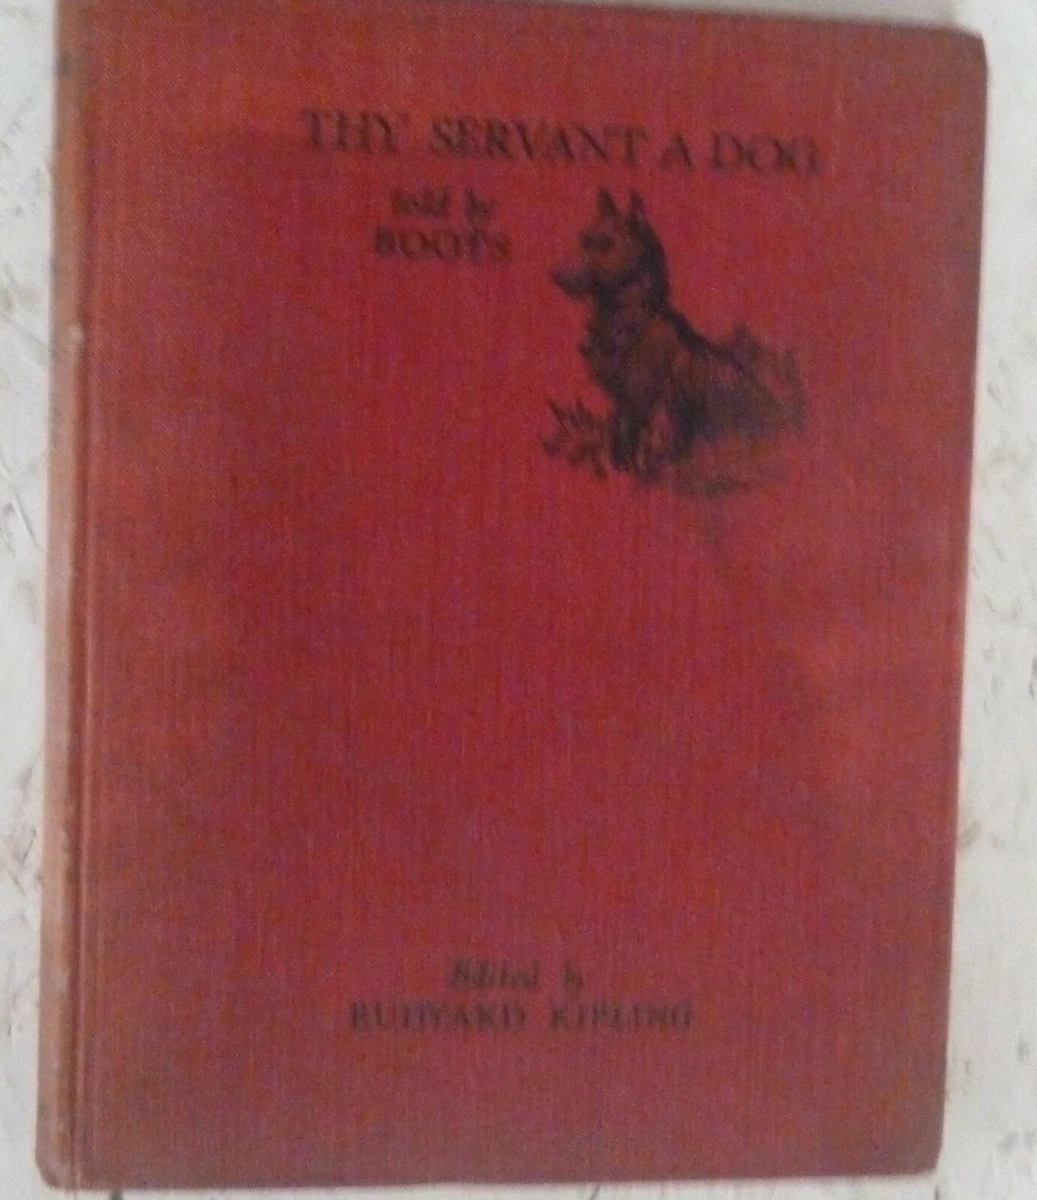 THY SERVANT A DOG
told by
BOOTS
Edited by
RUDYARD KIPLING